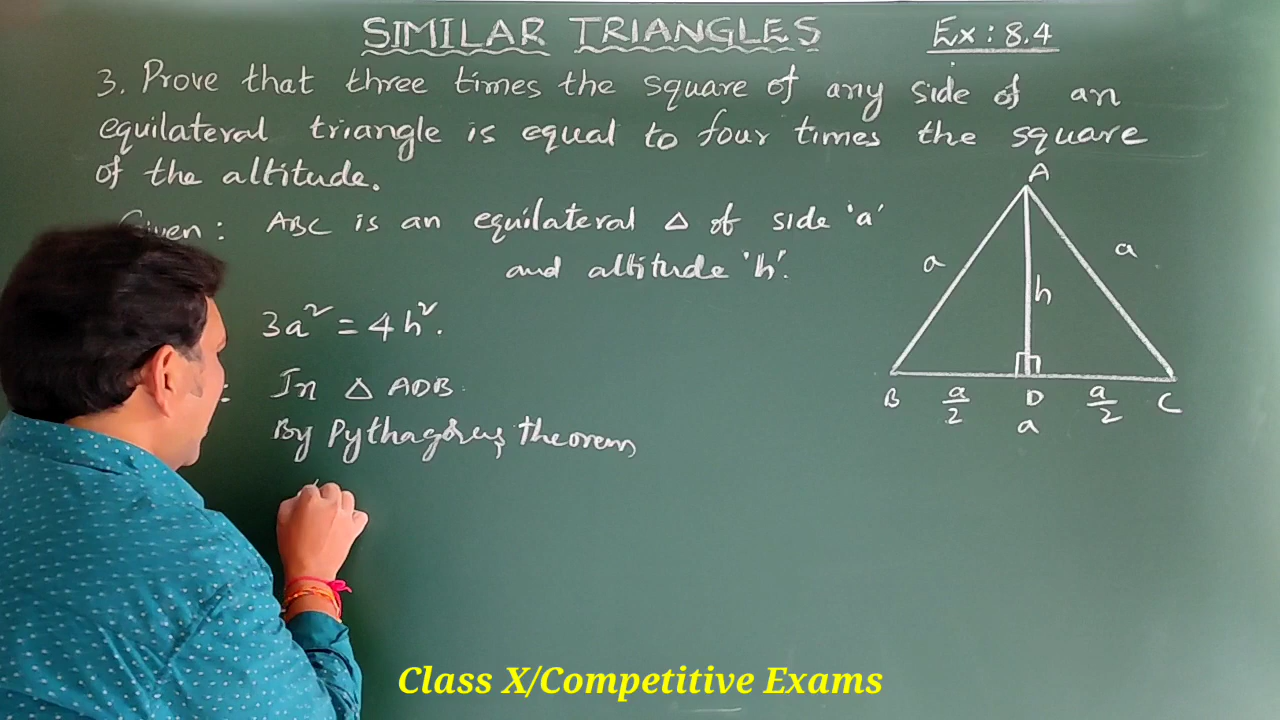 SIMILAR TRIANGLES Ex: 8.4
3. Prove that three times the square of any side of an
equilateral triangle is equal to four times the square
of the altitude.
Given: ABC is an equilateral △ of side 'a'
and altitude 'h'.
3a² = 4h².
: In △ ADB.
By Pythagorus theorem,
A
a a
h
B a/2 D a/2 C
a
Class X/Competitive Exams